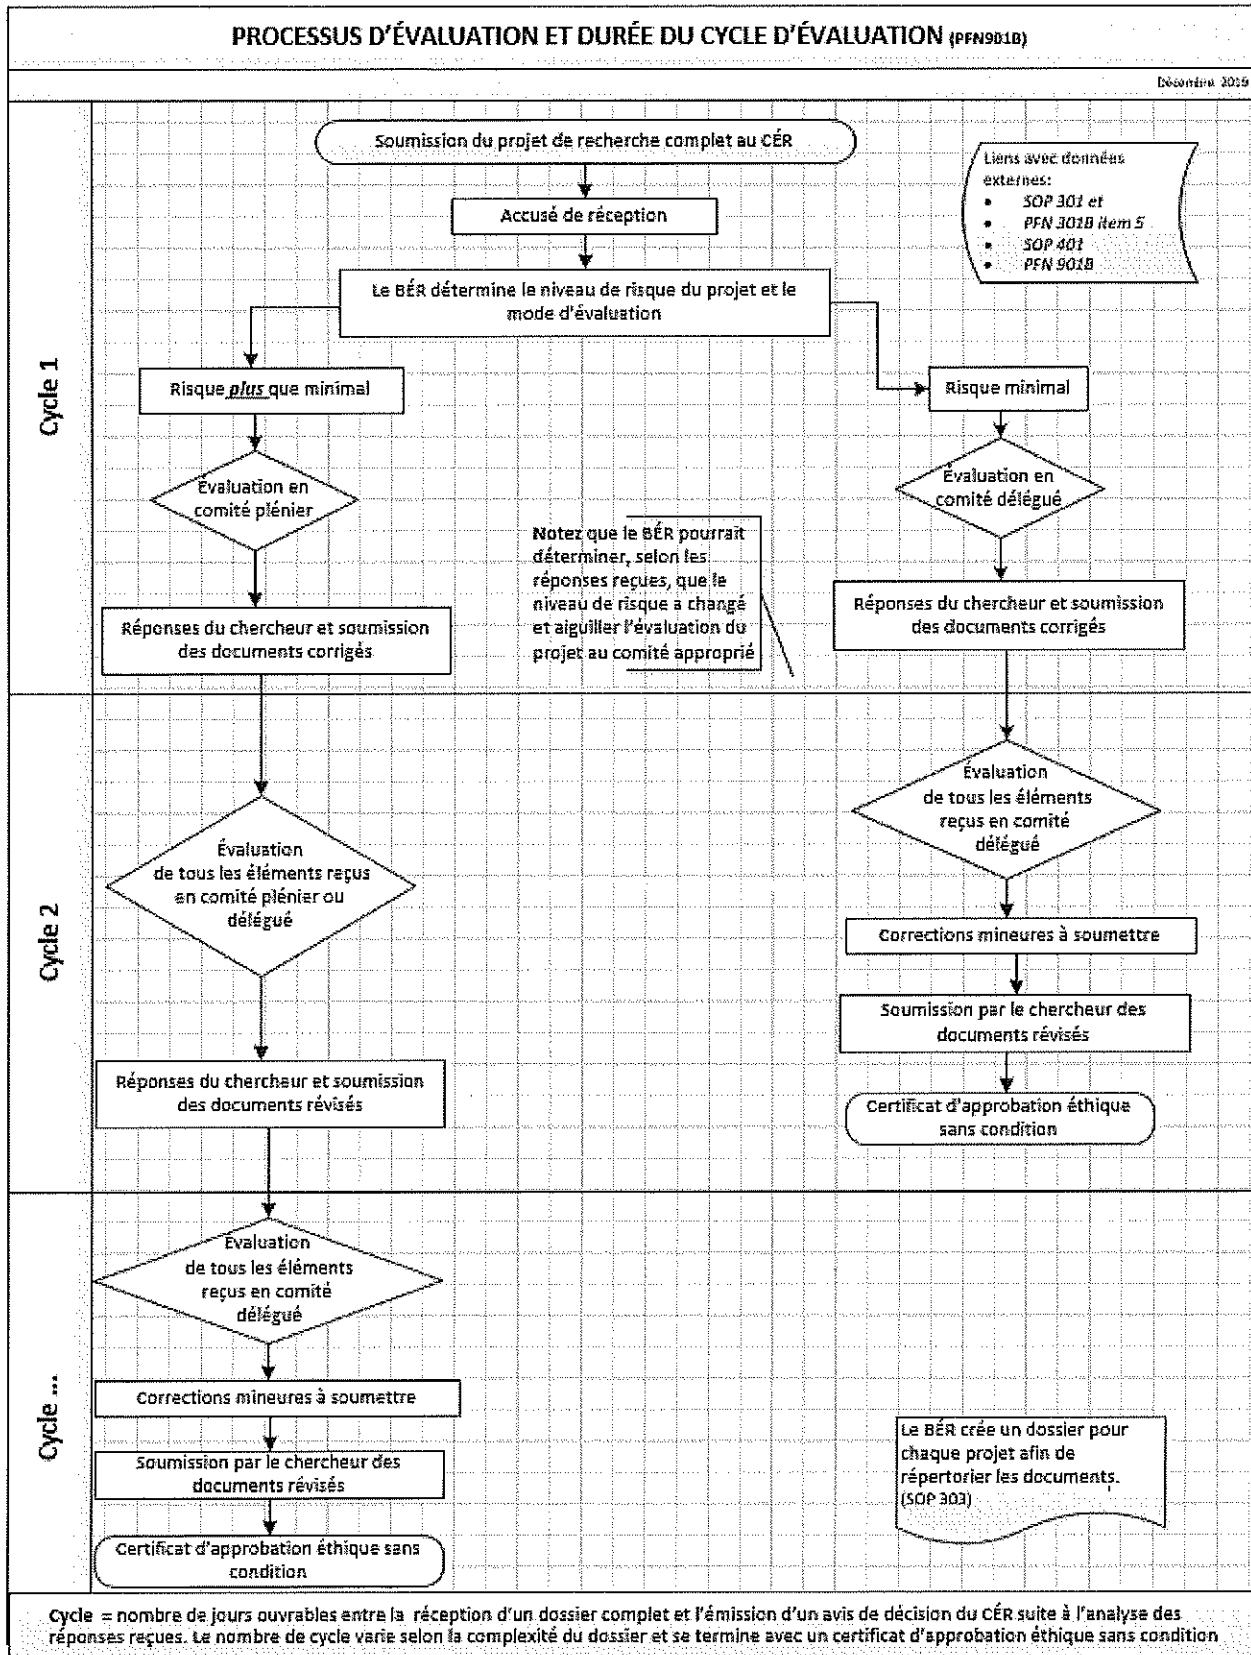 PROCESSUS D'ÉVALUATION ET DURÉE DU CYCLE D'ÉVALUATION (PFN901B)
Décembre 2019
Cycle 1
Soumission du projet de recherche complet au CÉR
Liens avec données
externes:
• SOP 301 et
• PFN 301B item 5
• SOP 401
• PFN 901B
Accusé de réception
Le BÉR détermine le niveau de risque du projet et le
mode d'évaluation
Risque plus que minimal
Risque minimal
Évaluation en
comité plénier
Évaluation en
comité délégué
Notez que le BÉR pourrait
déterminer, selon les
réponses reçues, que le
niveau de risque a changé
et aiguiller l'évaluation du
projet au comité approprié
Réponses du chercheur et soumission
des documents corrigés
Réponses du chercheur et soumission
des documents corrigés
Cycle 2
Évaluation
de tous les éléments reçus
en comité plénier ou
délégué
Évaluation
de tous les éléments
reçus en comité
délégué
Corrections mineures à soumettre
Soumission par le chercheur des
documents révisés
Réponses du chercheur et soumission
des documents révisés
Certificat d'approbation éthique
sans condition
Cycle ...
Évaluation
de tous les éléments
reçus en comité
délégué
Corrections mineures à soumettre
Soumission par le chercheur des
documents révisés
Certificat d'approbation éthique sans
condition
Le BÉR crée un dossier pour
chaque projet afin de
répertorier les documents.
(SOP 303)
Cycle = nombre de jours ouvrables entre la réception d'un dossier complet et l'émission d'un avis de décision du CÉR suite à l'analyse des
réponses reçues. Le nombre de cycle varie selon la complexité du dossier et se termine avec un certificat d'approbation éthique sans condition